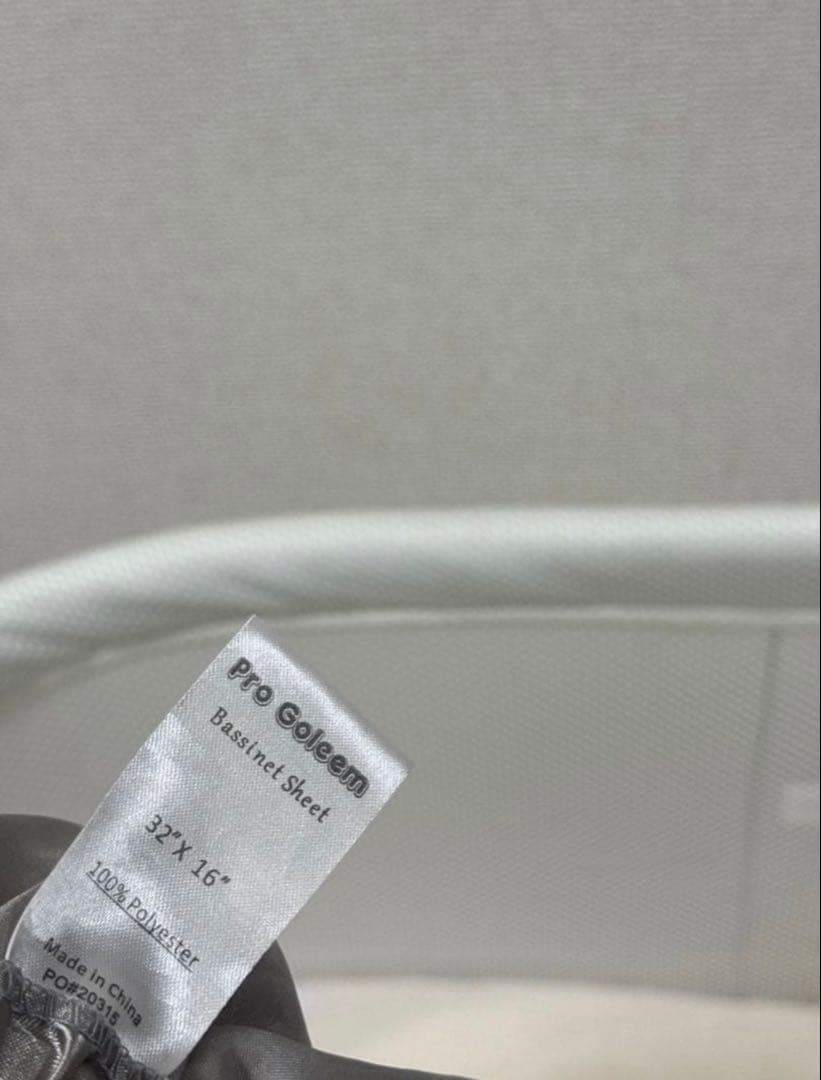 Pro Goleem
Bassinet Sheet
32"X 16"
100% Polyester
Made in China
PO#20315